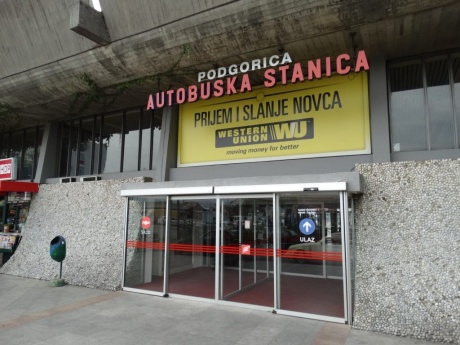 PODGORICA
AUTOBUSKA STANICA
PRIJEM I SLANJE NOVCA
WESTERN
UNION WU
moving money for better
ULAZ